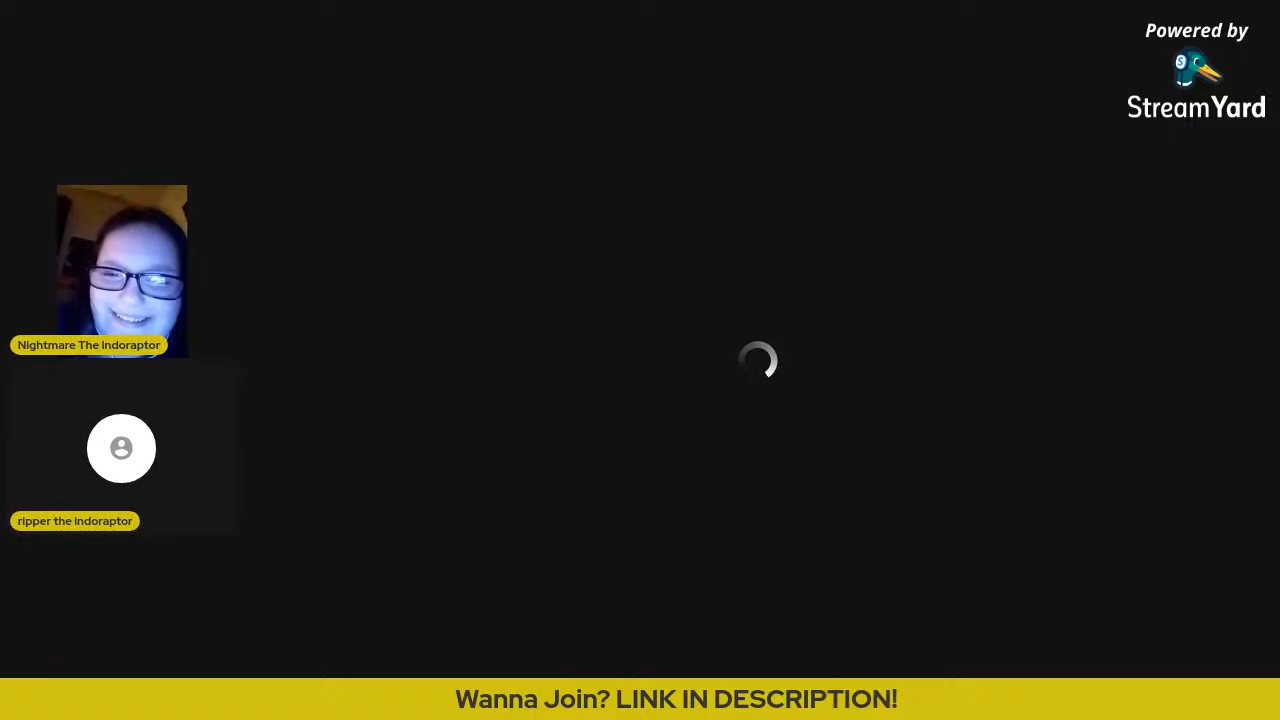 Powered by
S
StreamYard
Nightmare The Indoraptor
ripper the indoraptor
Wanna Join? LINK IN DESCRIPTION!